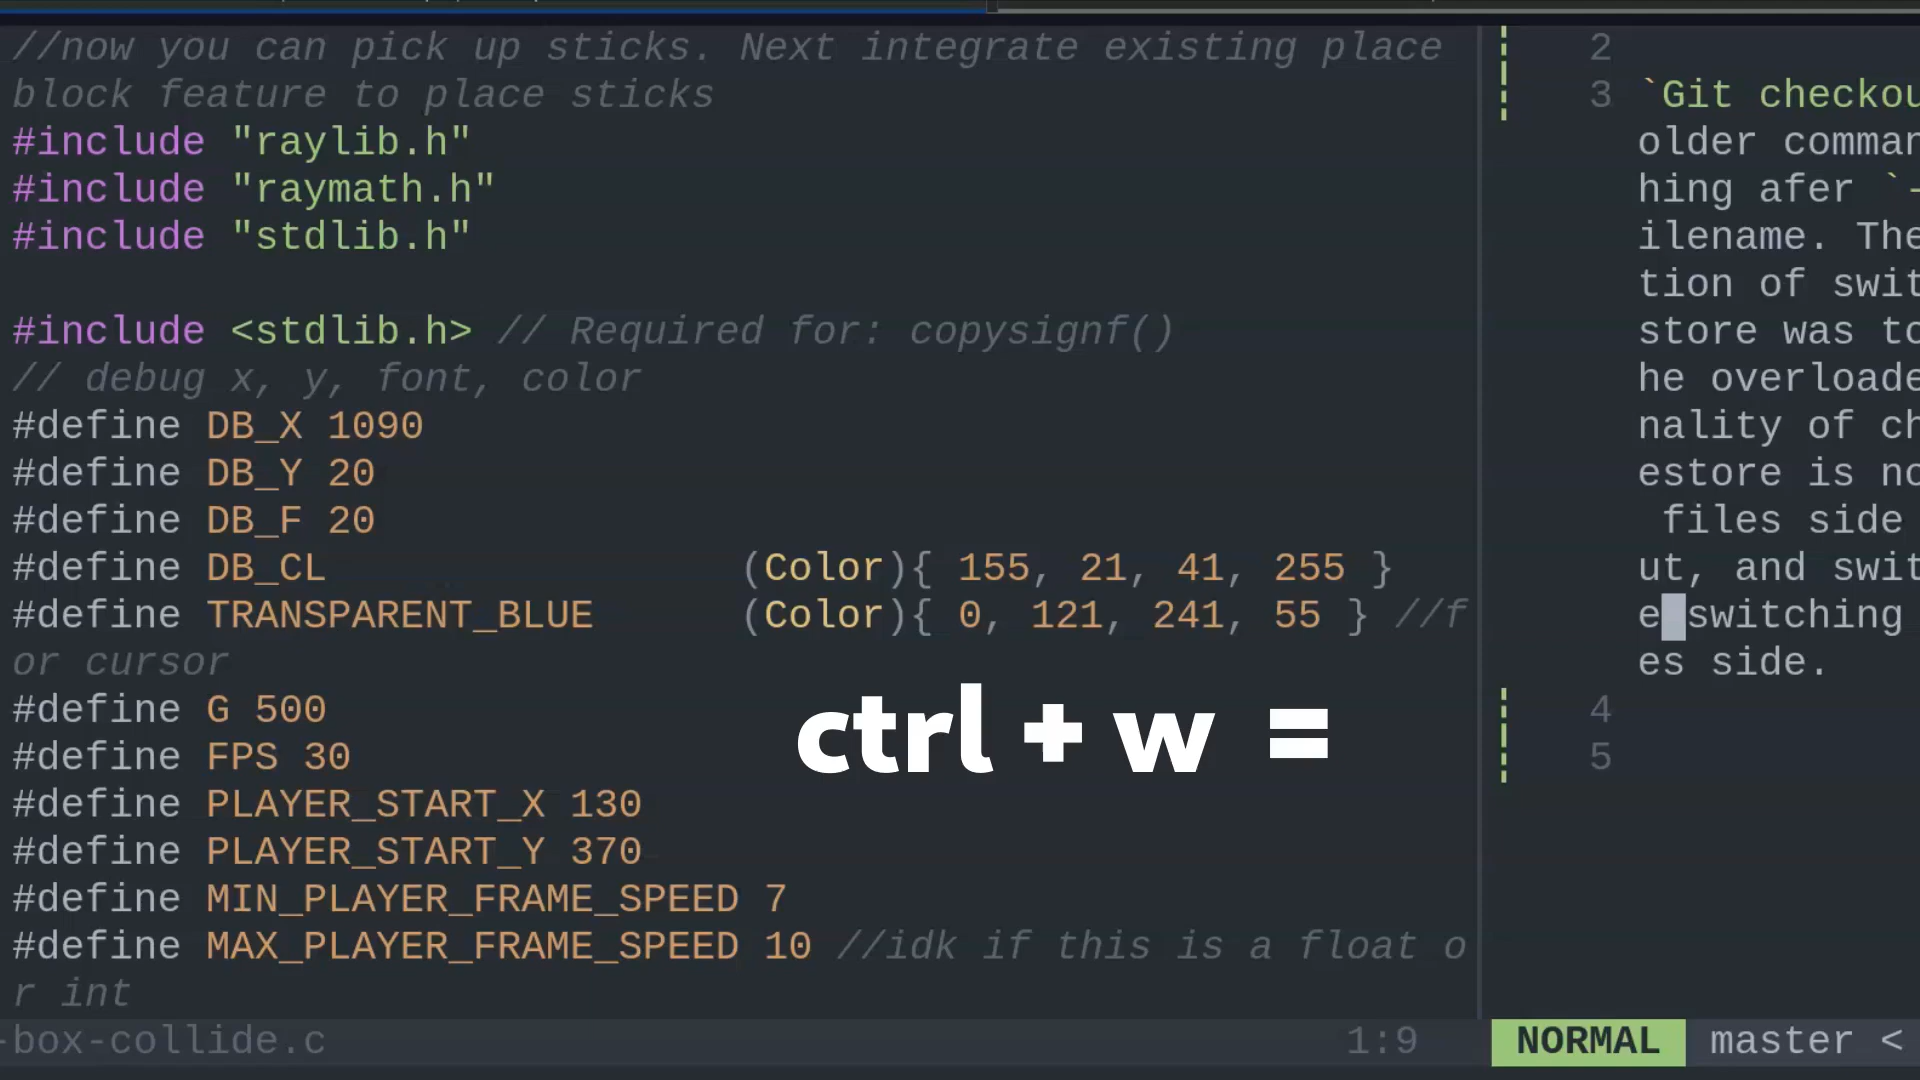 //now you can pick up sticks. Next integrate existing place
block feature to place sticks
#include "raylib.h"
#include "raymath.h"
#include "stdlib.h"
#include <stdlib.h> // Required for: copysignf()
// debug x, y, font, color
#define DB_X 1090
#define DB_Y 20
#define DB_F 20
#define DB_CL (Color){ 155, 21, 41, 255 }
#define TRANSPARENT_BLUE (Color){ 0, 121, 241, 55 } //f
or cursor
#define G 500
#define FPS 30
#define PLAYER_START_X 130
#define PLAYER_START_Y 370
#define MIN_PLAYER_FRAME_SPEED 7
#define MAX_PLAYER_FRAME_SPEED 10 //idk if this is a float o
r int
-box-collide.c 1:9
2
3 `Git checkou
older comman
hing afer `-
ilename. The
tion of swit
store was to
he overloade
nality of ch
estore is no
files side
ut, and swit
e switching
es side.
4
5
NORMAL master <
ctrl + w =